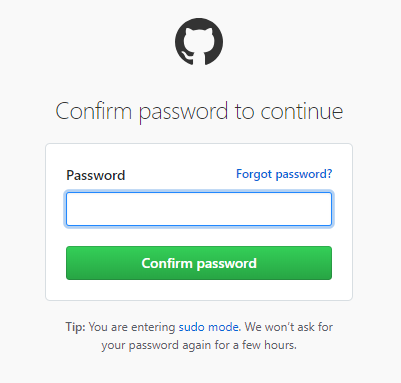 Confirm password to continue
Password
Forgot password?
Confirm password
Tip: You are entering sudo mode. We won't ask for
your password again for a few hours.